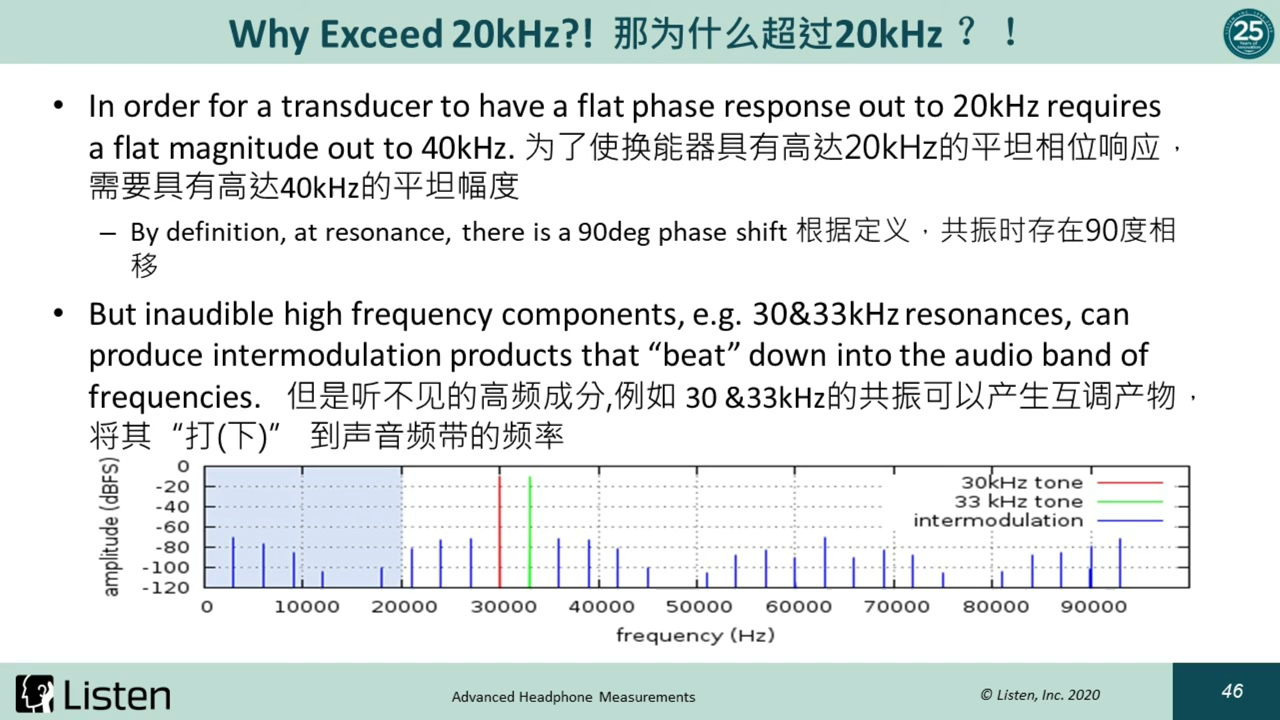 Why Exceed 20kHz?! 那为什么超过20kHz ？！
25
Years of
Innovation
• In order for a transducer to have a flat phase response out to 20kHz requires
a flat magnitude out to 40kHz. 为了使换能器具有高达20kHz的平坦相位响应，
需要具有高达40kHz的平坦幅度
– By definition, at resonance, there is a 90deg phase shift 根据定义，共振时存在90度相
移
• But inaudible high frequency components, e.g. 30&33kHz resonances, can
produce intermodulation products that “beat” down into the audio band of
frequencies. 但是听不见的高频成分,例如 30 &33kHz的共振可以产生互调产物，
将其“打(下)” 到声音频带的频率
amplitude (dBFS)
0
-20
-40
-60
-80
-100
-120
30kHz tone
33 kHz tone
intermodulation
0 10000 20000 30000 40000 50000 60000 70000 80000 90000
frequency (Hz)
Listen
Advanced Headphone Measurements
© Listen, Inc. 2020
46